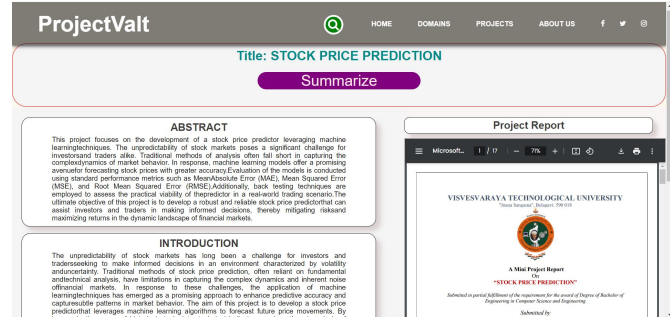 ProjectValt
HOME
DOMAINS
PROJECTS
ABOUT US
Title: STOCK PRICE PREDICTION
Summarize
ABSTRACT
This project focuses on the development of a stock price predictor leveraging machine
learningtechniques. The unpredictability of stock markets poses a significant challenge for
investorsand traders alike. Traditional methods of analysis often fall short in capturing the
complexdynamics of market behavior. In response, machine learning models offer a promising
avenuefor forecasting stock prices with greater accuracy.Evaluation of the models is conducted
using standard performance metrics such as MeanAbsolute Error (MAE), Mean Squared Error
(MSE), and Root Mean Squared Error (RMSE).Additionally, back testing techniques are
employed to assess the practical viability of thepredictor in a real-world trading scenario.The
ultimate objective of this project is to develop a robust and reliable stock price predictorthat can
assist investors and traders in making informed decisions, thereby mitigating risksand
maximizing returns in the dynamic landscape of financial markets.
INTRODUCTION
The unpredictability of stock markets has long been a challenge for investors and
tradersseeking to make informed decisions in an environment characterized by volatility
anduncertainty. Traditional methods of stock price prediction, often reliant on fundamental
andtechnical analysis, have limitations in capturing the complex dynamics and inherent noise
offinancial markets. In response to these challenges, the application of machine
learningtechniques has emerged as a promising approach to enhance predictive accuracy and
capturesubtle patterns in market behavior. The aim of this project is to develop a stock price
predictorthat leverages machine learning algorithms to forecast future price movements. By
Project Report
Microsoft... 1 / 17 71%
VISVESVARAYA TECHNOLOGICAL UNIVERSITY
"Jnana Sangama", Belagavi: 590 018
A Mini Project Report
On
"STOCK PRICE PREDICTION"
Submitted in partial fulfillment of the requirement for the award of Degree of Bachelor of
Engineering in Computer Science and Engineering
Submitted by